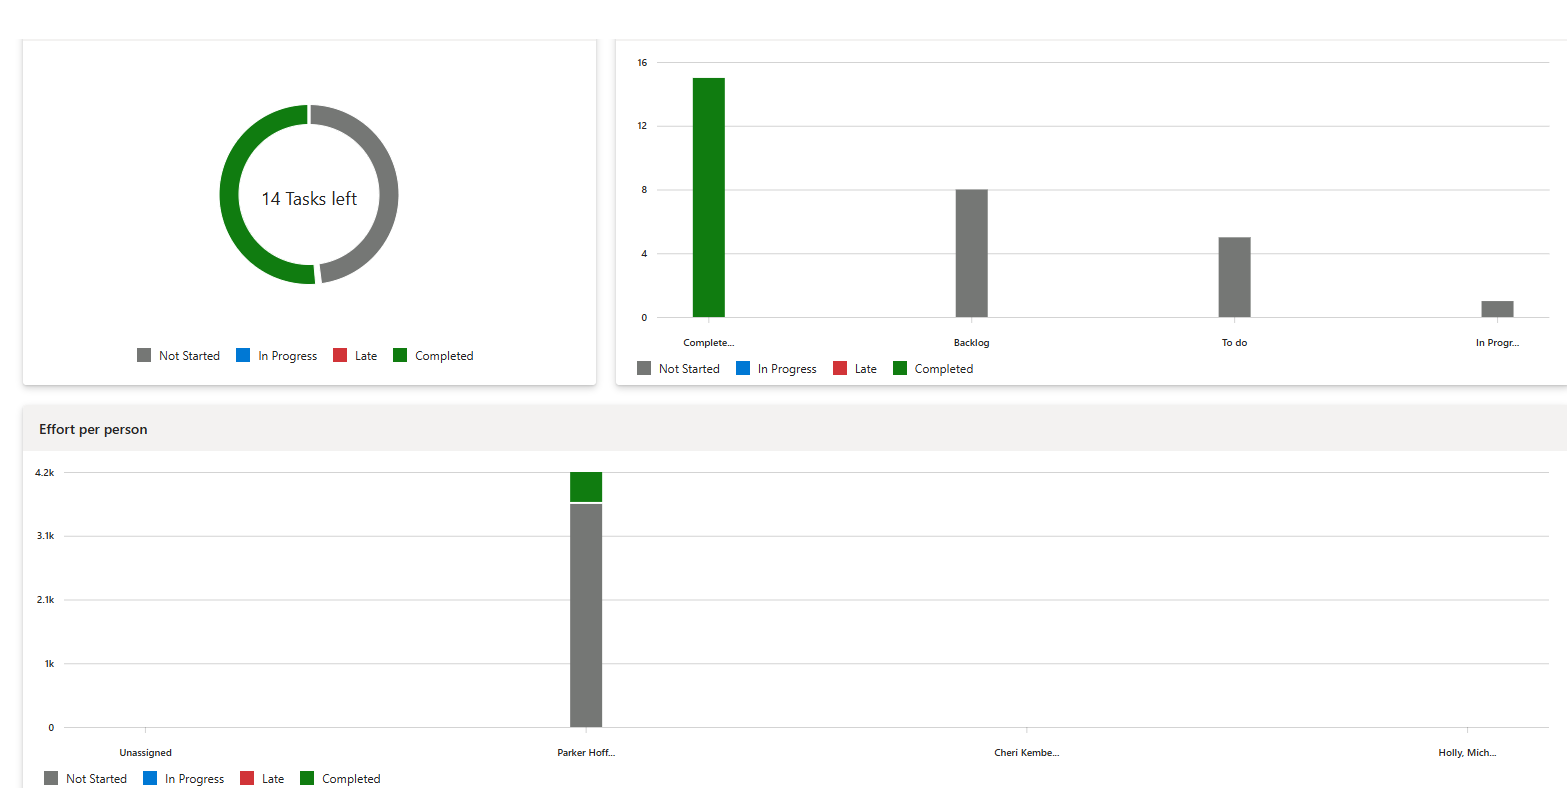 14 Tasks left
Not Started In Progress Late Completed
16
12
8
4
0
Complete... Backlog To do In Progr...
Not Started In Progress Late Completed
Effort per person
4.2k
3.1k
2.1k
1k
0
Unassigned Parker Hoff... Cheri Kembe... Holly, Mich...
Not Started In Progress Late Completed